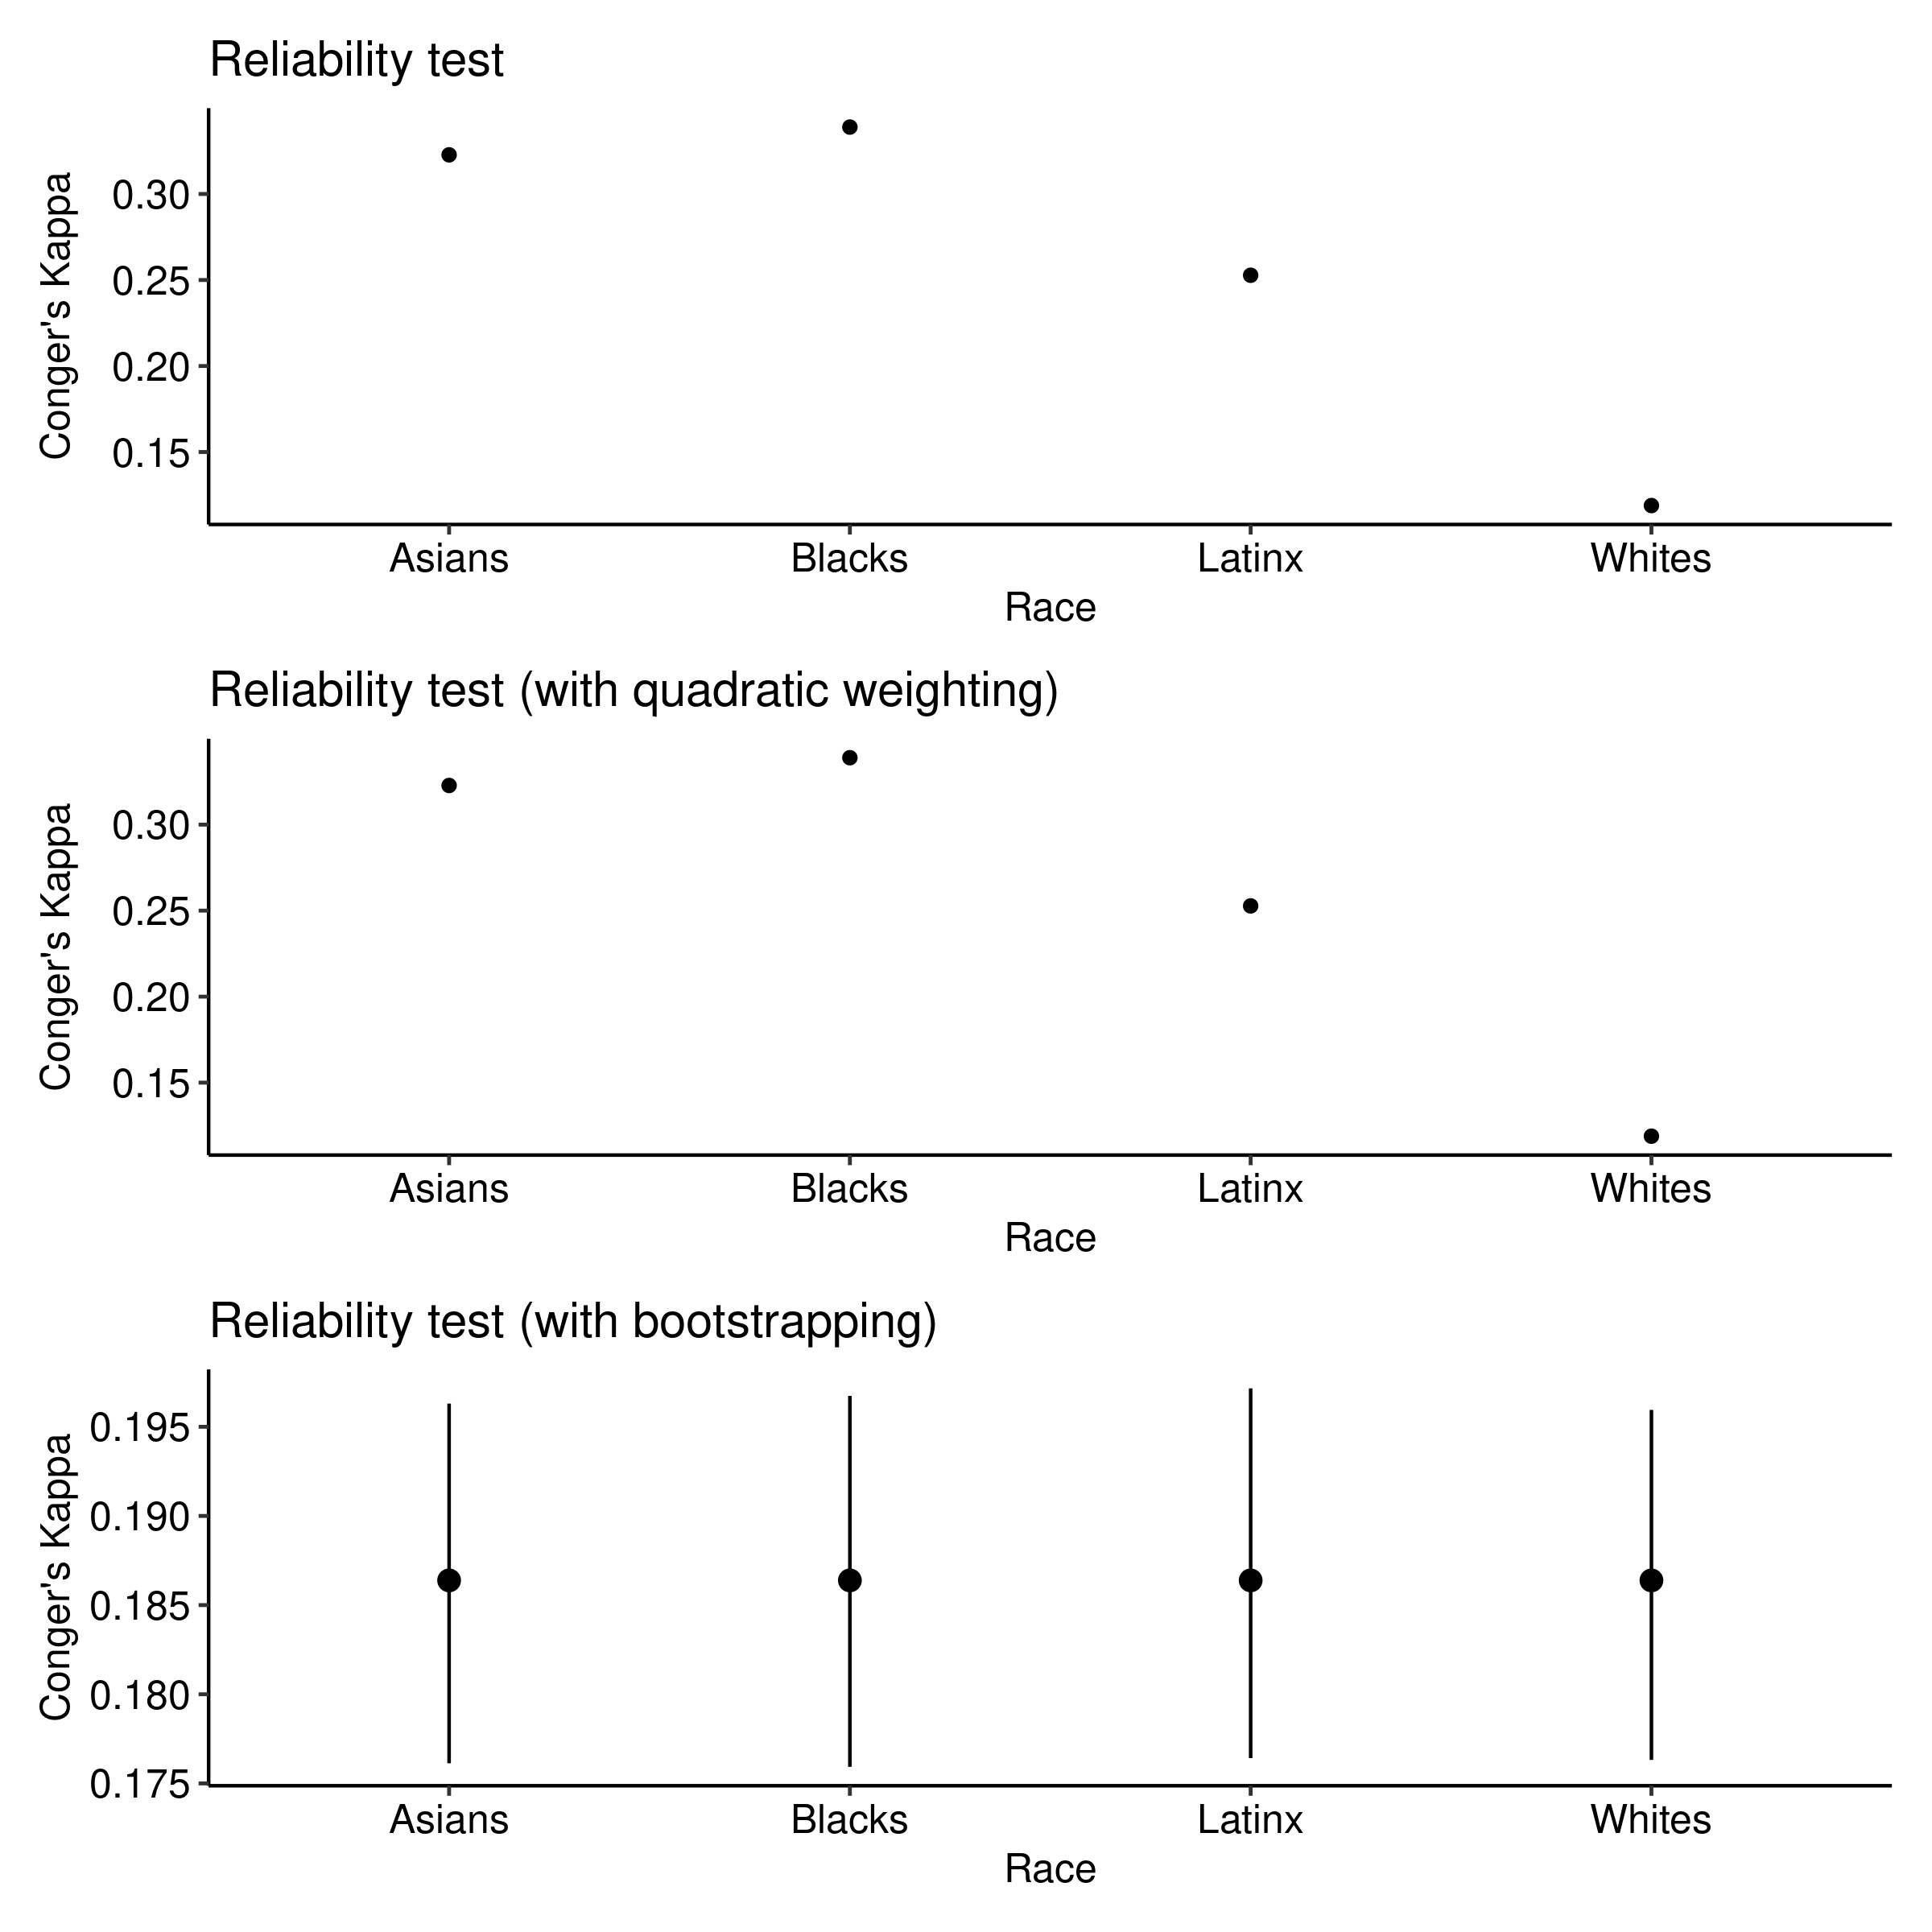 Reliability test
Conger's Kappa
0.30
0.25
0.20
0.15
Asians Blacks Latinx Whites
Race
Reliability test (with quadratic weighting)
Conger's Kappa
0.30
0.25
0.20
0.15
Asians Blacks Latinx Whites
Race
Reliability test (with bootstrapping)
Conger's Kappa
0.195
0.190
0.185
0.180
0.175
Asians Blacks Latinx Whites
Race